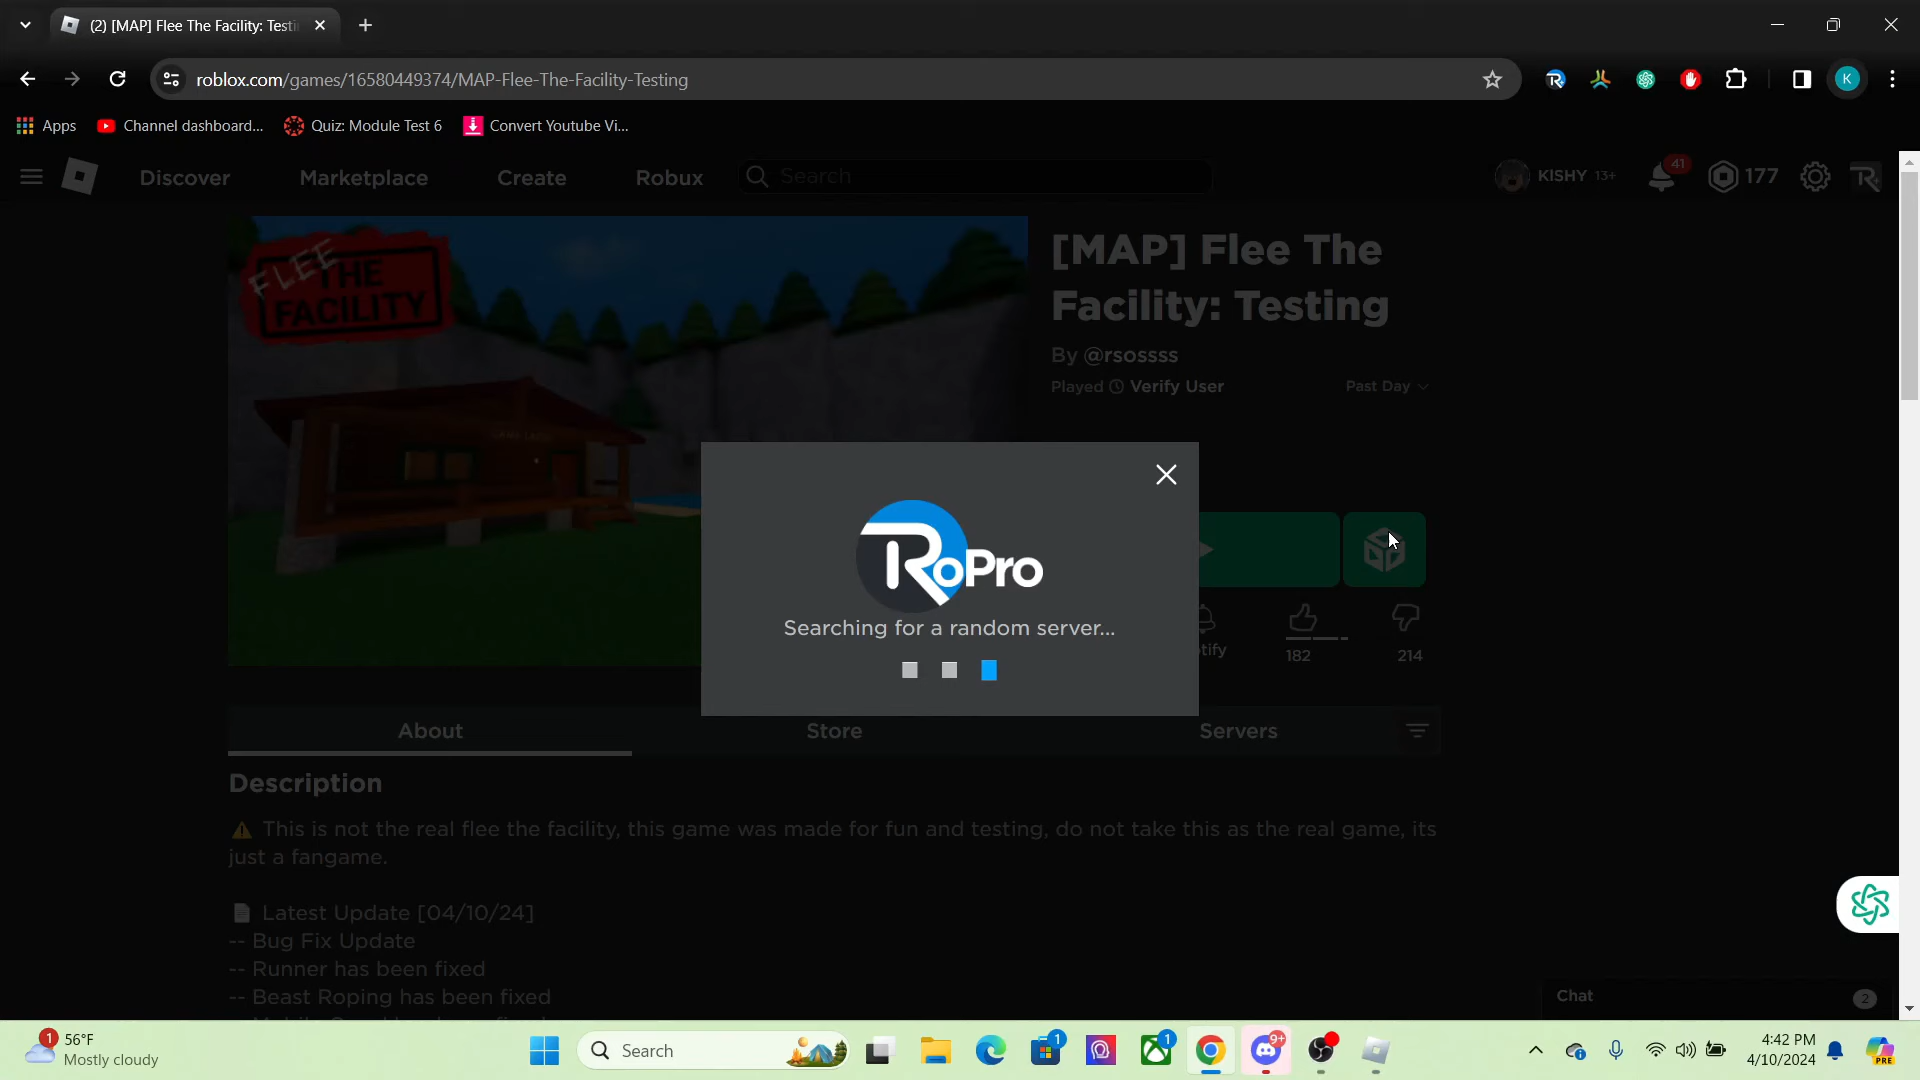 (2) [MAP] Flee The Facility: Testi
roblox.com/games/16580449374/MAP-Flee-The-Facility-Testing
K
Apps
Channel dashboard...
Quiz: Module Test 6
Convert Youtube Vi...
Discover
Marketplace
Create
Robux
Search
KISHY 13+
41
177
FLEE
THE
FACILITY
[MAP] Flee The
Facility: Testing
By @rsossss
Played Verify User
Past Day
RoPro
Searching for a random server...
tify
182
214
About
Store
Servers
Description
This is not the real flee the facility, this game was made for fun and testing, do not take this as the real game, its
just a fangame.
Latest Update [04/10/24]
-- Bug Fix Update
-- Runner has been fixed
-- Beast Roping has been fixed
Chat
2
1
56°F
Mostly cloudy
Search
1
1
9+
4:42 PM
4/10/2024
PRE